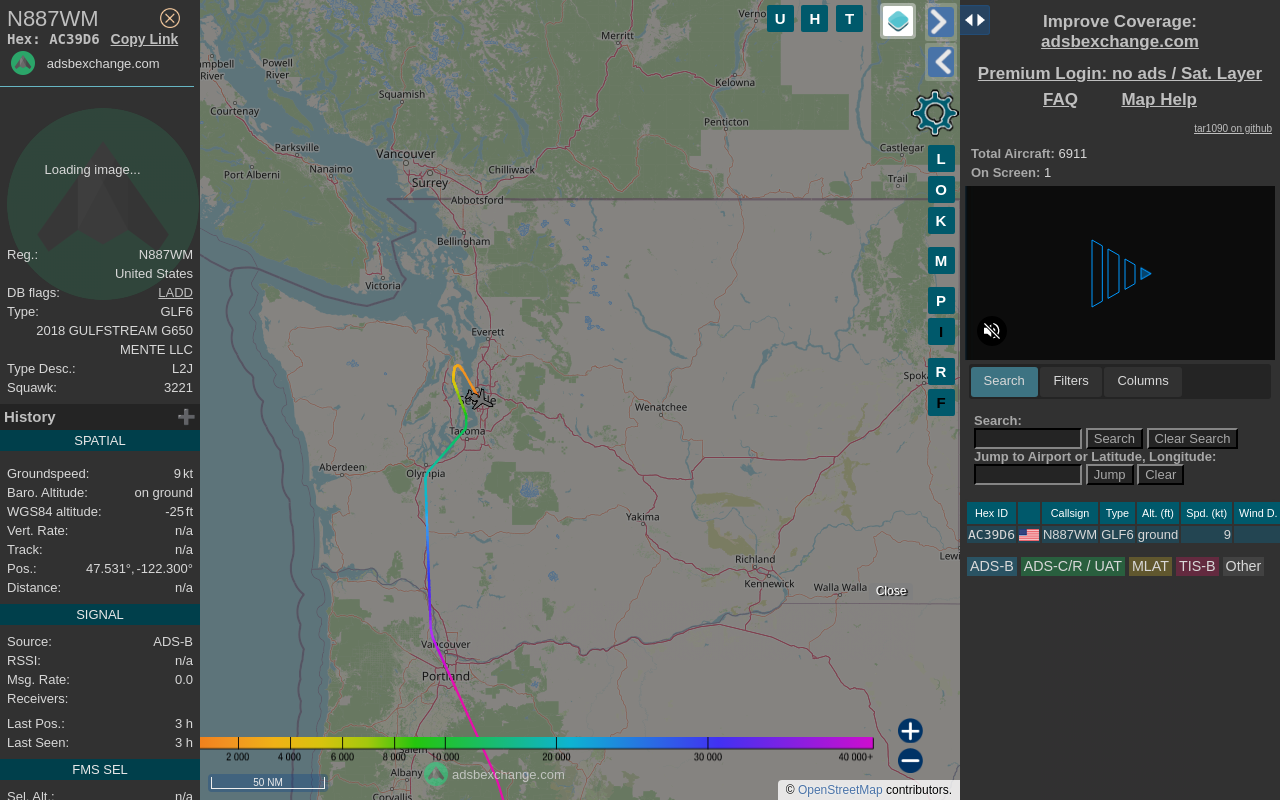 N887WM
Hex: AC39D6 Copy Link
adsbexchange.com
Loading image...
Reg.: N887WM
United States
DB flags: LADD
Type: GLF6
2018 GULFSTREAM G650
MENTE LLC
Type Desc.: L2J
Squawk: 3221
History
SPATIAL
Groundspeed: 9 kt
Baro. Altitude: on ground
WGS84 altitude: -25 ft
Vert. Rate: n/a
Track: n/a
Pos.: 47.531°, -122.300°
Distance: n/a
SIGNAL
Source: ADS-B
RSSI: n/a
Msg. Rate: 0.0
Receivers:
Last Pos.: 3 h
Last Seen: 3 h
FMS SEL
Sel. Alt.: n/a
U H T
Merritt
River
Powell
River
Squamish
Kelowna
Courtenay
Penticton
Parksville
Vancouver
Castlegar
Nanaimo
Port Alberni
Chilliwack
Surrey
Trail
Abbotsford
Bellingham
Victoria
Everett
Wenatchee
Tacoma
Aberdeen
Olympia
Yakima
Richland
Kennewick
Walla Walla
Close
Vancouver
Portland
Salem
Albany
Corvallis
L
O
K
M
P
I
R
F
2 000 4 000 6 000 8 000 10 000 20 000 30 000 40 000+
adsbexchange.com
50 NM
© OpenStreetMap contributors.
Improve Coverage:
adsbexchange.com
Premium Login: no ads / Sat. Layer
FAQ Map Help
tar1090 on github
Total Aircraft: 6911
On Screen: 1
Search Filters Columns
Search:
Search Clear Search
Jump to Airport or Latitude, Longitude:
Jump Clear
Hex ID Callsign Type Alt. (ft) Spd. (kt) Wind D.
AC39D6 N887WM GLF6 ground 9
ADS-B ADS-C/R / UAT MLAT TIS-B Other